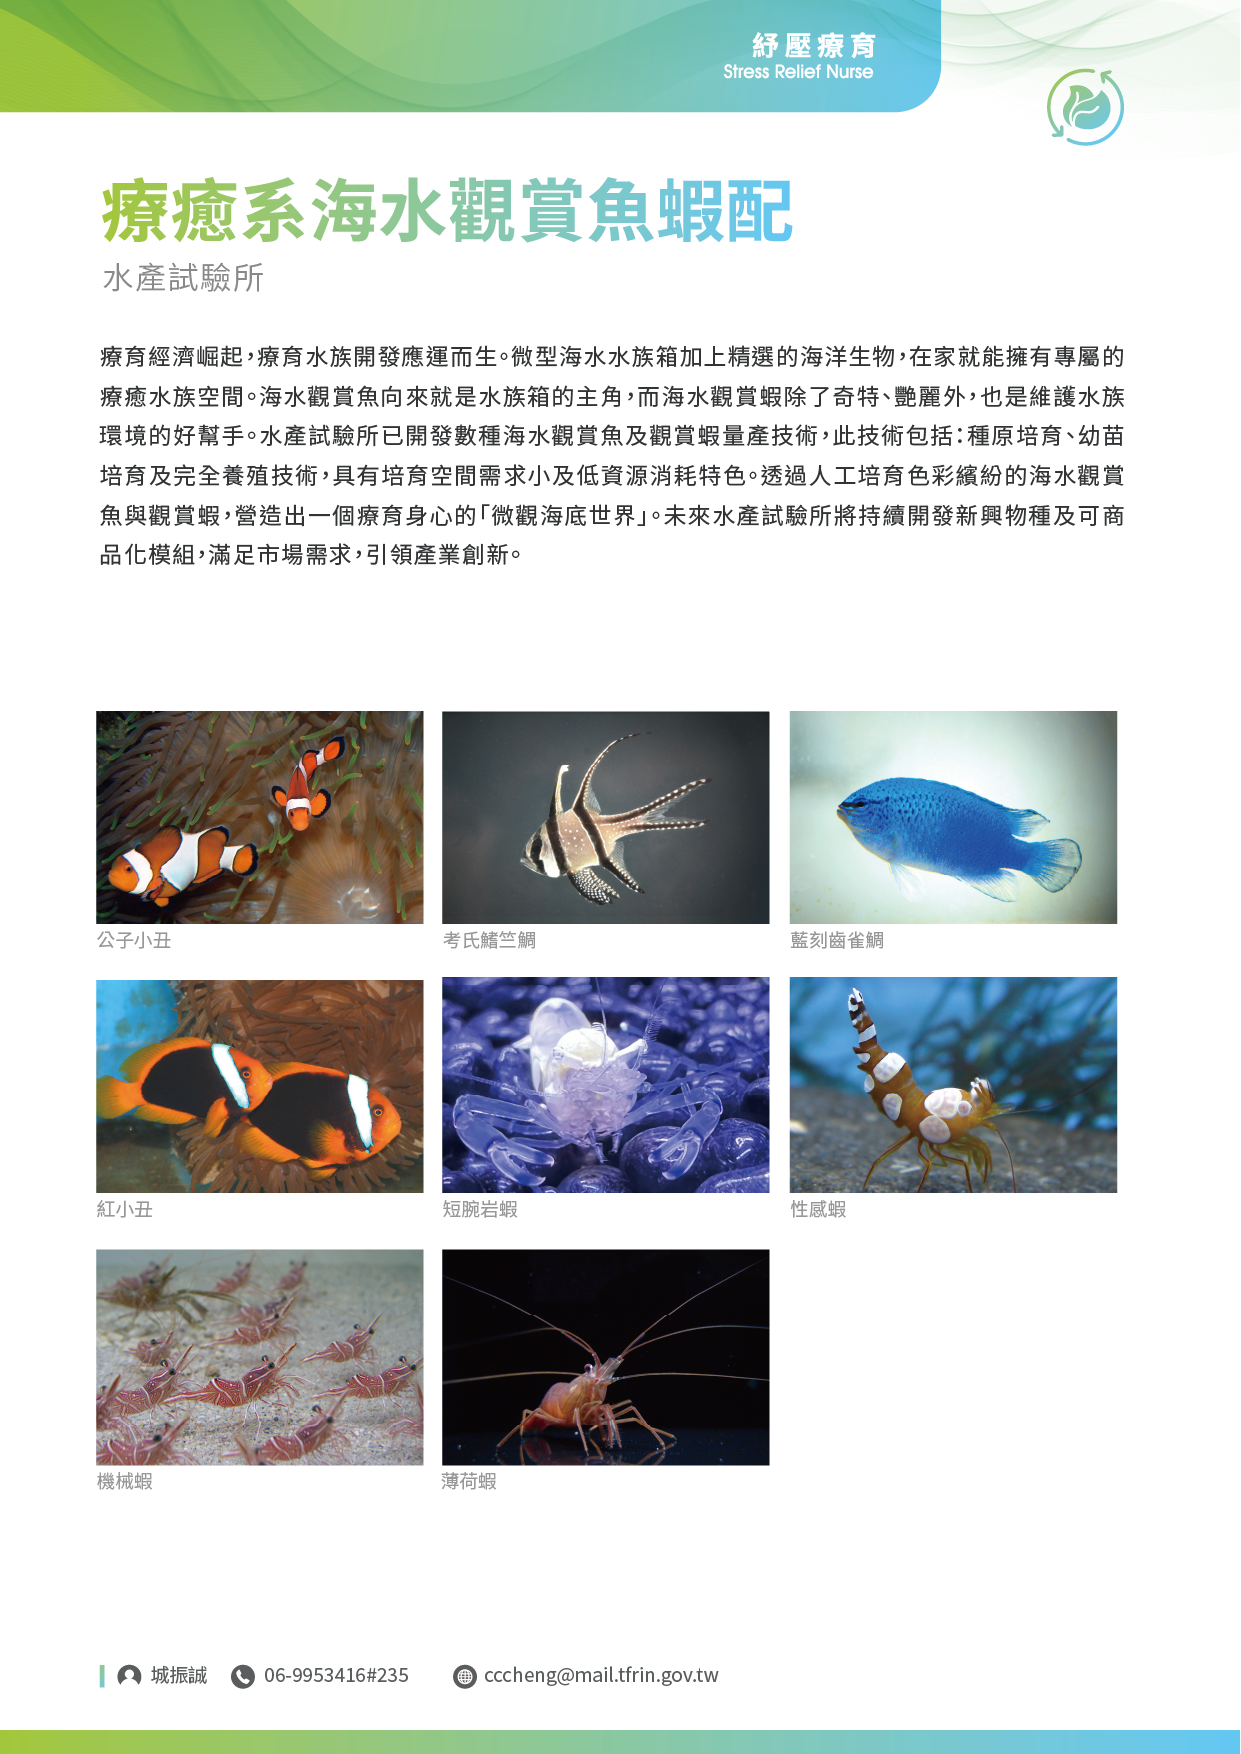 紓壓療育
Stress Relief Nurse
療癒系海水觀賞魚蝦配
水產試驗所
療育經濟崛起，療育水族開發應運而生。微型海水水族箱加上精選的海洋生物，在家就能擁有專屬的
療癒水族空間。海水觀賞魚向來就是水族箱的主角，而海水觀賞蝦除了奇特、艷麗外，也是維護水族
環境的好幫手。水產試驗所已開發數種海水觀賞魚及觀賞蝦量產技術，此技術包括：種原培育、幼苗
培育及完全養殖技術，具有培育空間需求小及低資源消耗特色。透過人工培育色彩繽紛的海水觀賞
魚與觀賞蝦，營造出一個療育身心的「微觀海底世界」。未來水產試驗所將持續開發新興物種及可商
品化模組，滿足市場需求，引領產業創新。
公子小丑
考氏鰭竺鯛
藍刻齒雀鯛
紅小丑
短腕岩蝦
性感蝦
機械蝦
薄荷蝦
城振誠
06-9953416#235
cccheng@mail.tfrin.gov.tw